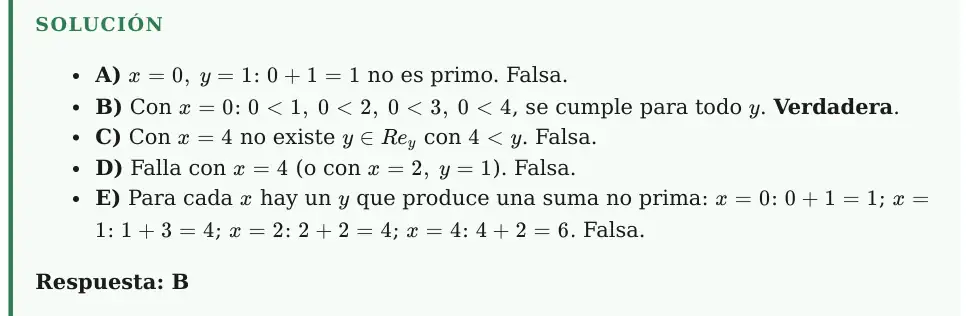 SOLUCIÓN
• A) x = 0, y = 1: 0 + 1 = 1 no es primo. Falsa.
• B) Con x = 0: 0 < 1, 0 < 2, 0 < 3, 0 < 4, se cumple para todo y. Verdadera.
• C) Con x = 4 no existe y ∈ Re_y con 4 < y. Falsa.
• D) Falla con x = 4 (o con x = 2, y = 1). Falsa.
• E) Para cada x hay un y que produce una suma no prima: x = 0: 0 + 1 = 1; x =
1: 1 + 3 = 4; x = 2: 2 + 2 = 4; x = 4: 4 + 2 = 6. Falsa.
Respuesta: B